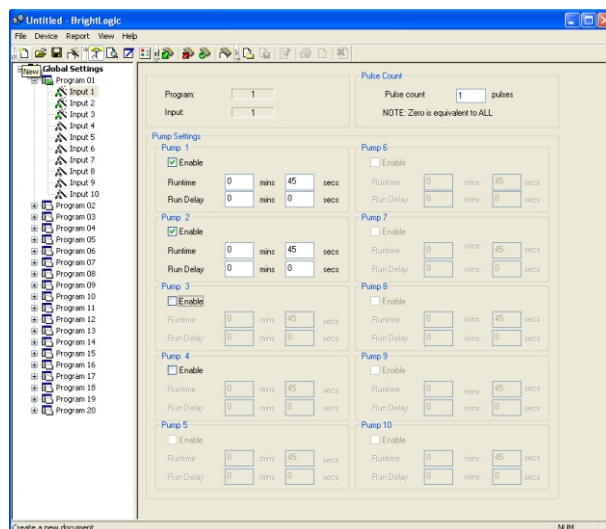 Untitled - BrightLogic
File Device Report View Help
New
Global Settings
Program 01
Input 1
Input 2
Input 3
Input 4
Input 5
Input 6
Input 7
Input 8
Input 9
Input 10
Program 02
Program 03
Program 04
Program 05
Program 06
Program 07
Program 08
Program 09
Program 10
Program 11
Program 12
Program 13
Program 14
Program 15
Program 16
Program 17
Program 18
Program 19
Program 20
Program: 1
Input: 1
Pulse Count
Pulse count 1 pulses
NOTE: Zero is equivalent to ALL
Pump Settings
Pump 1
Enable
Runtime 0 mins 45 secs
Run Delay 0 mins 0 secs
Pump 2
Enable
Runtime 0 mins 45 secs
Run Delay 0 mins 0 secs
Pump 3
Enable
Runtime 0 mins 45 secs
Run Delay 0 mins 0 secs
Pump 4
Enable
Runtime 0 mins 45 secs
Run Delay 0 mins 0 secs
Pump 5
Enable
Runtime 0 mins 45 secs
Run Delay 0 mins 0 secs
Pump 6
Enable
Runtime 0 mins 45 secs
Run Delay 0 mins 0 secs
Pump 7
Enable
Runtime 0 mins 45 secs
Run Delay 0 mins 0 secs
Pump 8
Enable
Runtime 0 mins 45 secs
Run Delay 0 mins 0 secs
Pump 9
Enable
Runtime 0 mins 45 secs
Run Delay 0 mins 0 secs
Pump 10
Enable
Runtime 0 mins 45 secs
Run Delay 0 mins 0 secs
Create a new document
NUM